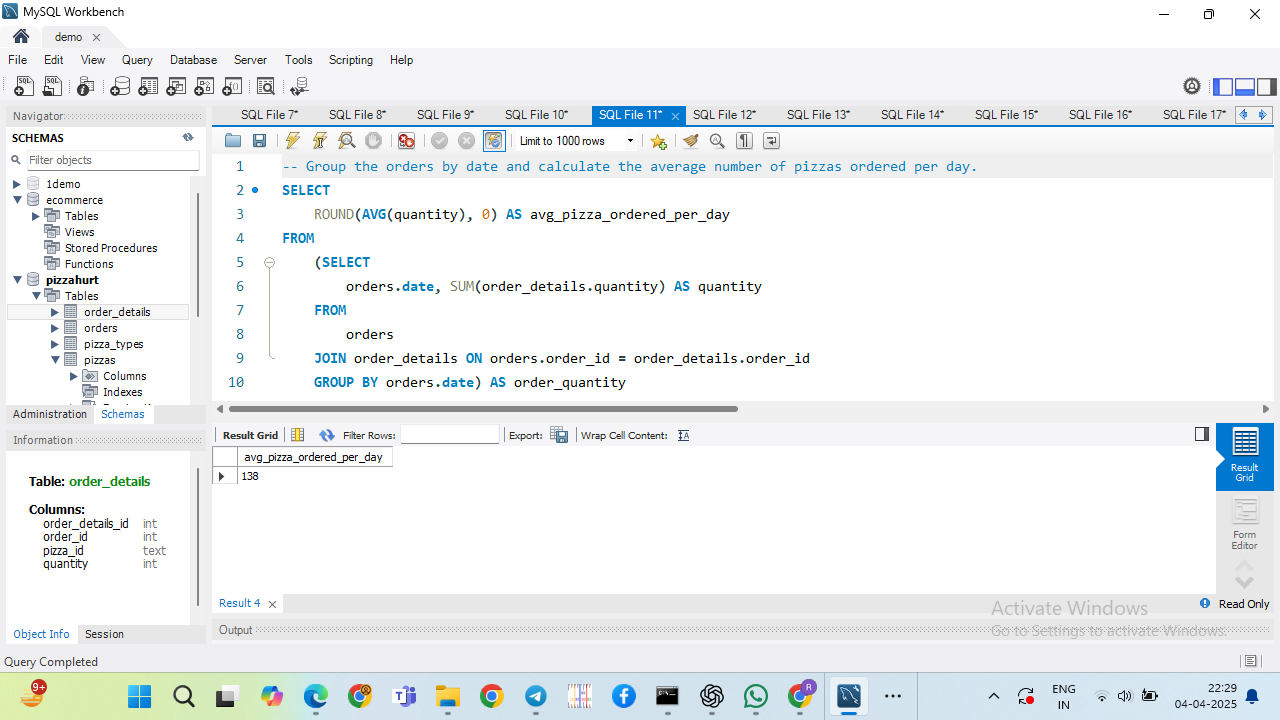 MySQL Workbench
demo
File Edit View Query Database Server Tools Scripting Help
Navigator
SCHEMAS
Filter objects
1demo
ecommerce
Tables
Views
Stored Procedures
Functions
pizzahurt
Tables
order_details
orders
pizza_types
pizzas
Columns
Indexes
Administration Schemas
Information
Table: order_details
Columns:
order_details_id int
order_id int
pizza_id text
quantity int
Object Info Session
SQL File 7* SQL File 8* SQL File 9* SQL File 10* SQL File 11* SQL File 12* SQL File 13* SQL File 14* SQL File 15* SQL File 16* SQL File 17*
Limit to 1000 rows
1 -- Group the orders by date and calculate the average number of pizzas ordered per day.
2 SELECT
3 ROUND(AVG(quantity), 0) AS avg_pizza_ordered_per_day
4 FROM
5 (SELECT
6 orders.date, SUM(order_details.quantity) AS quantity
7 FROM
8 orders
9 JOIN order_details ON orders.order_id = order_details.order_id
10 GROUP BY orders.date) AS order_quantity
Result Grid Filter Rows: Export: Wrap Cell Content:
avg_pizza_ordered_per_day
138
Result Grid
Form Editor
Result 4
Read Only
Output
Activate Windows
Go to Settings to activate Windows.
Query Completed
9+
ENG
IN
22:29
04-04-2025